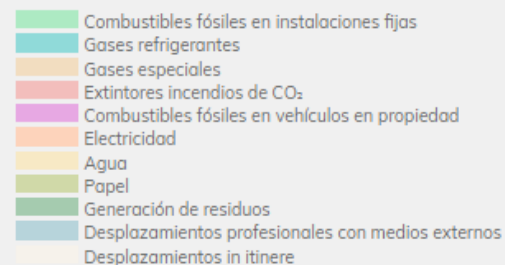 Combustibles fósiles en instalaciones fijas
Gases refrigerantes
Gases especiales
Extintores incendios de CO₂
Combustibles fósiles en vehículos en propiedad
Electricidad
Agua
Papel
Generación de residuos
Desplazamientos profesionales con medios externos
Desplazamientos in itinere